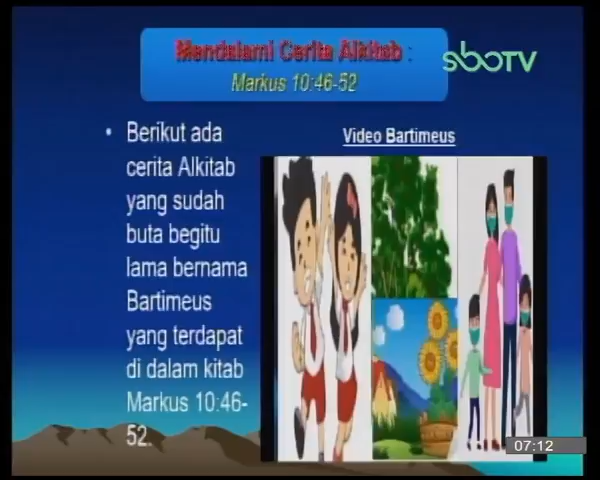 Mendalami Cerita Alkitab :
sboTV
Markus 10:46-52
• Berikut ada
cerita Alkitab
yang sudah
buta begitu
lama bernama
Bartimeus
yang terdapat
di dalam kitab
Markus 10:46-
52.
Video Bartimeus
07:12